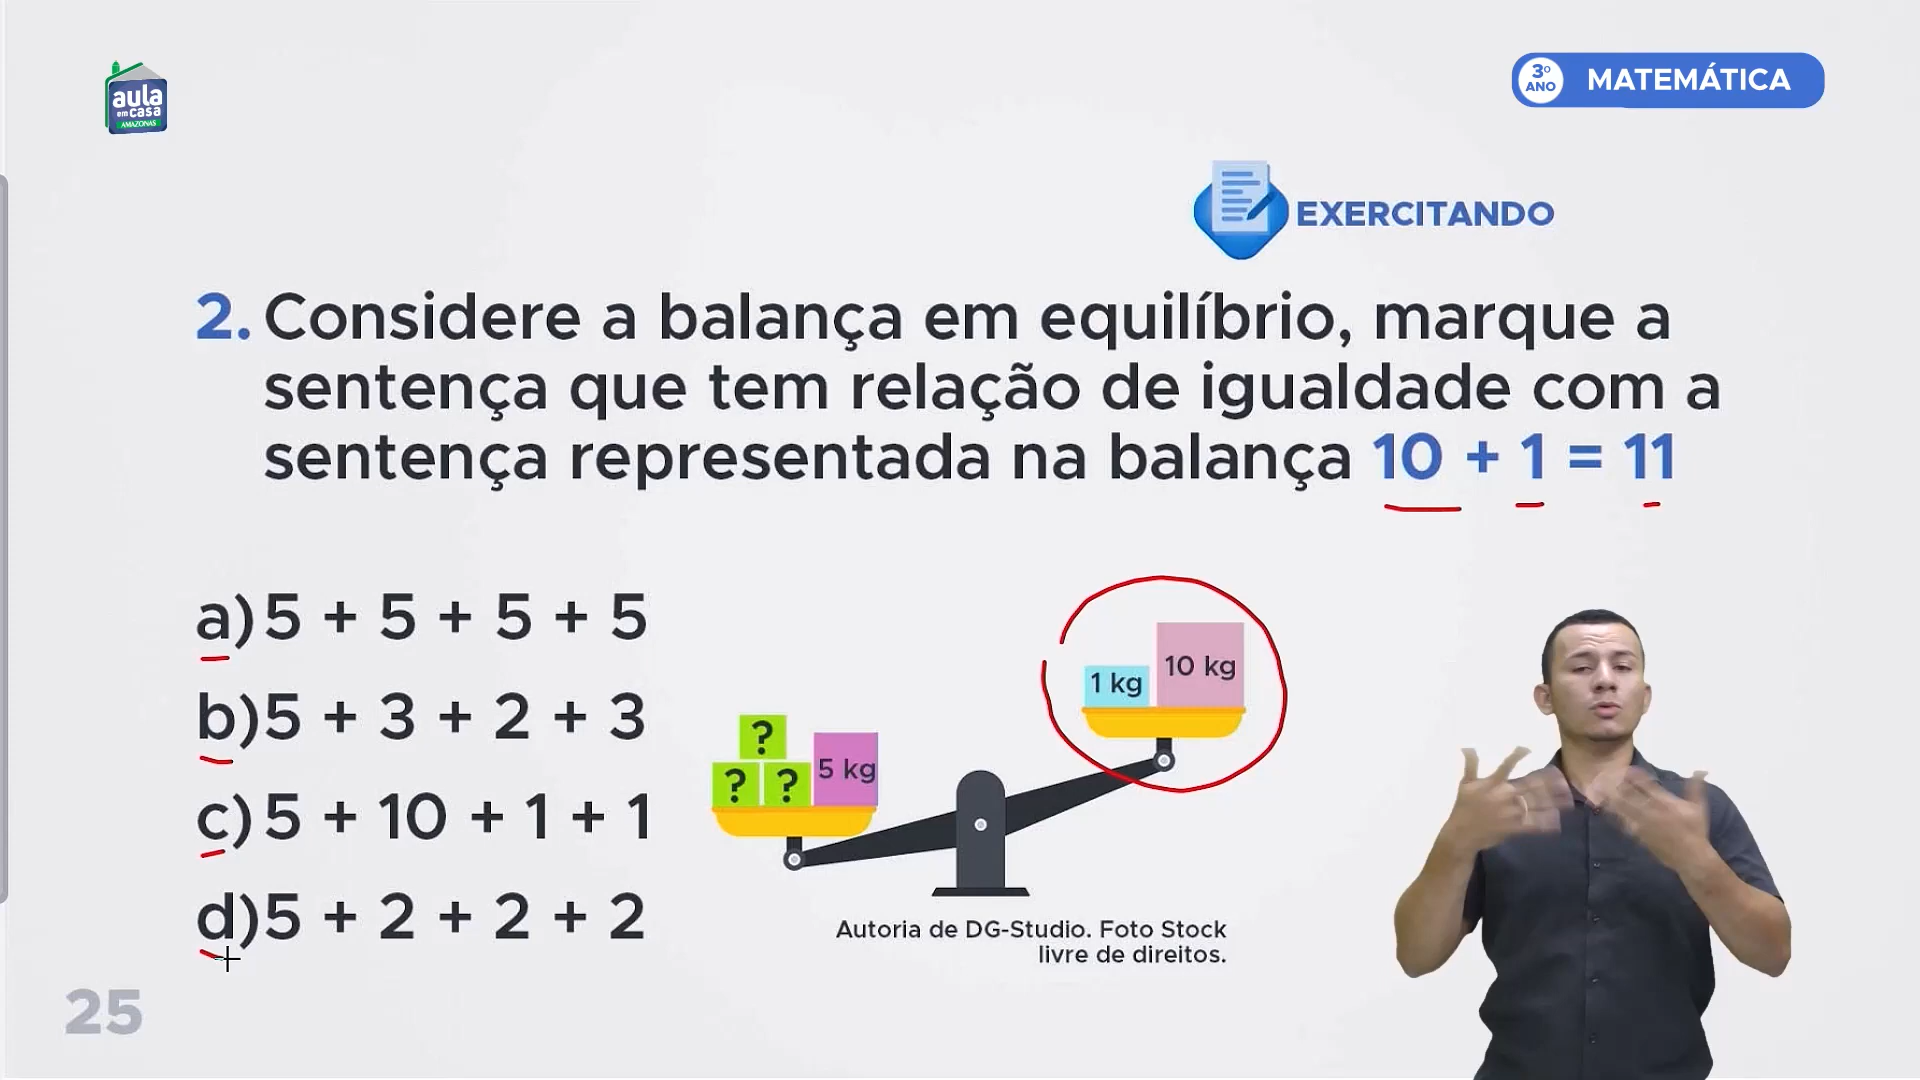 aula
em casa
AMAZONAS
3º
ANO
MATEMÁTICA
EXERCITANDO
2. Considere a balança em equilíbrio, marque a
sentença que tem relação de igualdade com a
sentença representada na balança 10 + 1 = 11
a) 5 + 5 + 5 + 5
b) 5 + 3 + 2 + 3
c) 5 + 10 + 1 + 1
d) 5 + 2 + 2 + 2
1 kg
10 kg
?
? ? 5 kg
Autoria de DG-Studio. Foto Stock
livre de direitos.
25